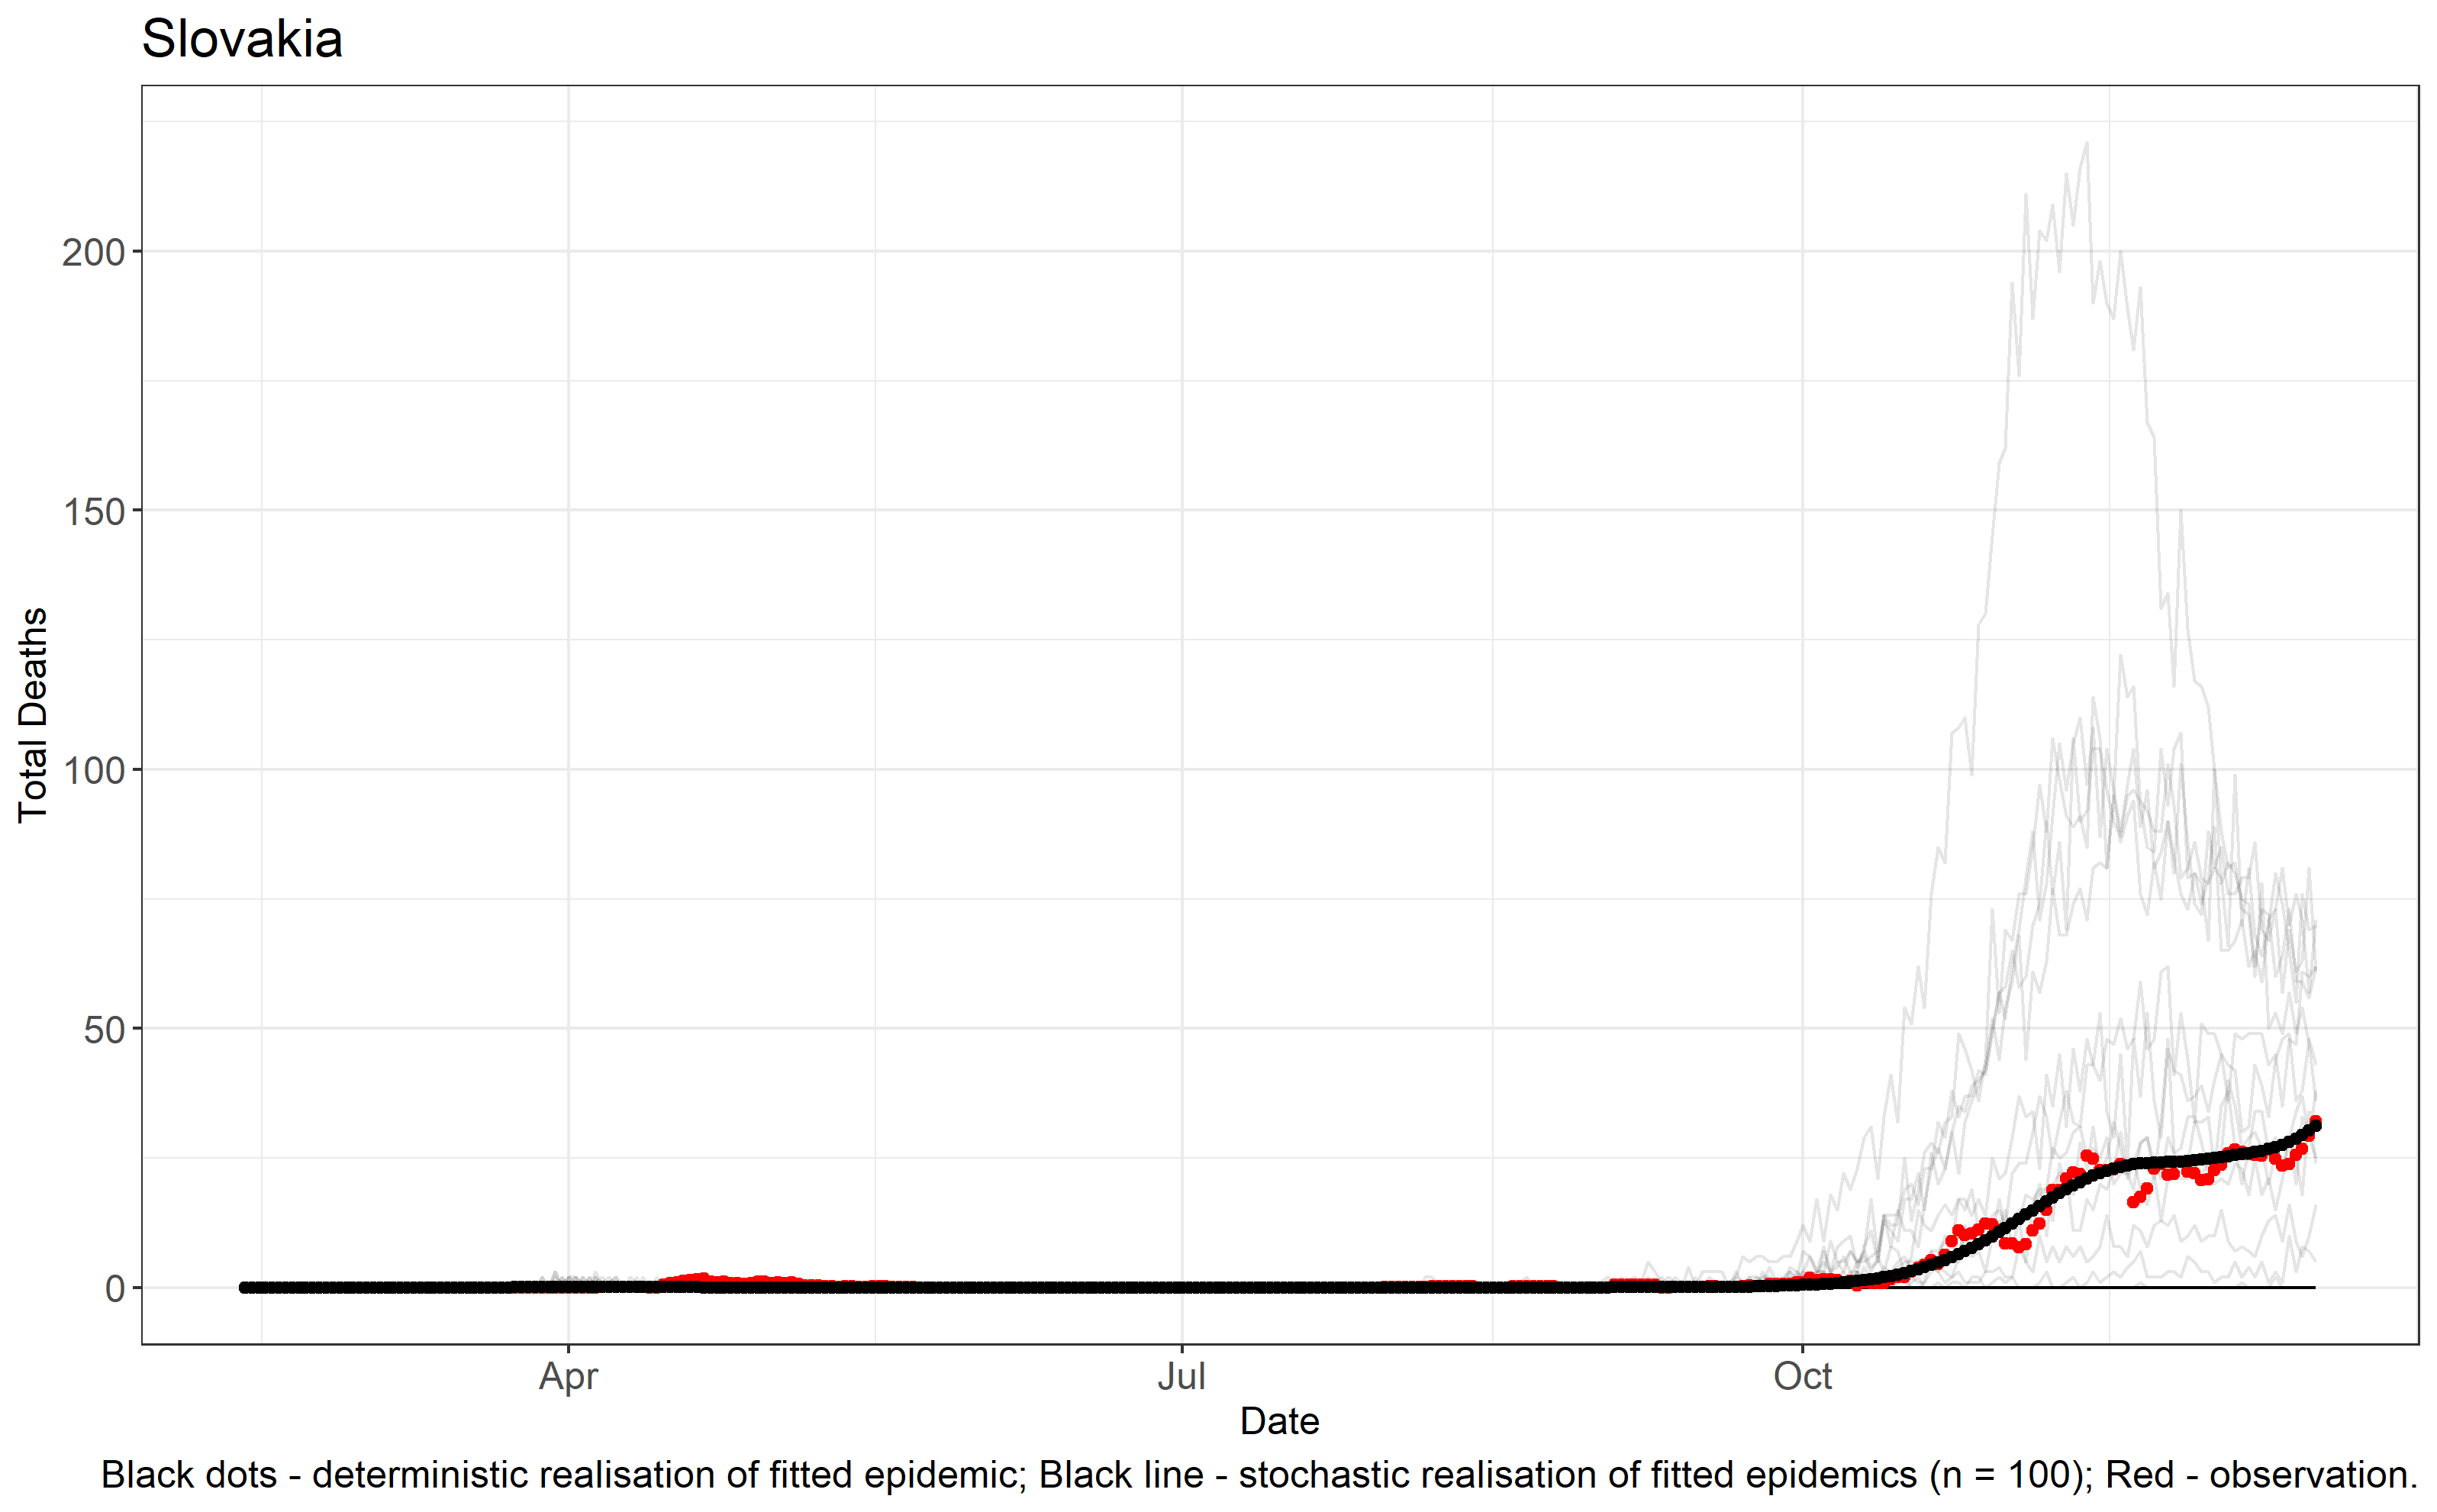 Slovakia
Total Deaths
200
150
100
50
0
Apr Jul Oct
Date
Black dots - deterministic realisation of fitted epidemic; Black line - stochastic realisation of fitted epidemics (n = 100); Red - observation.